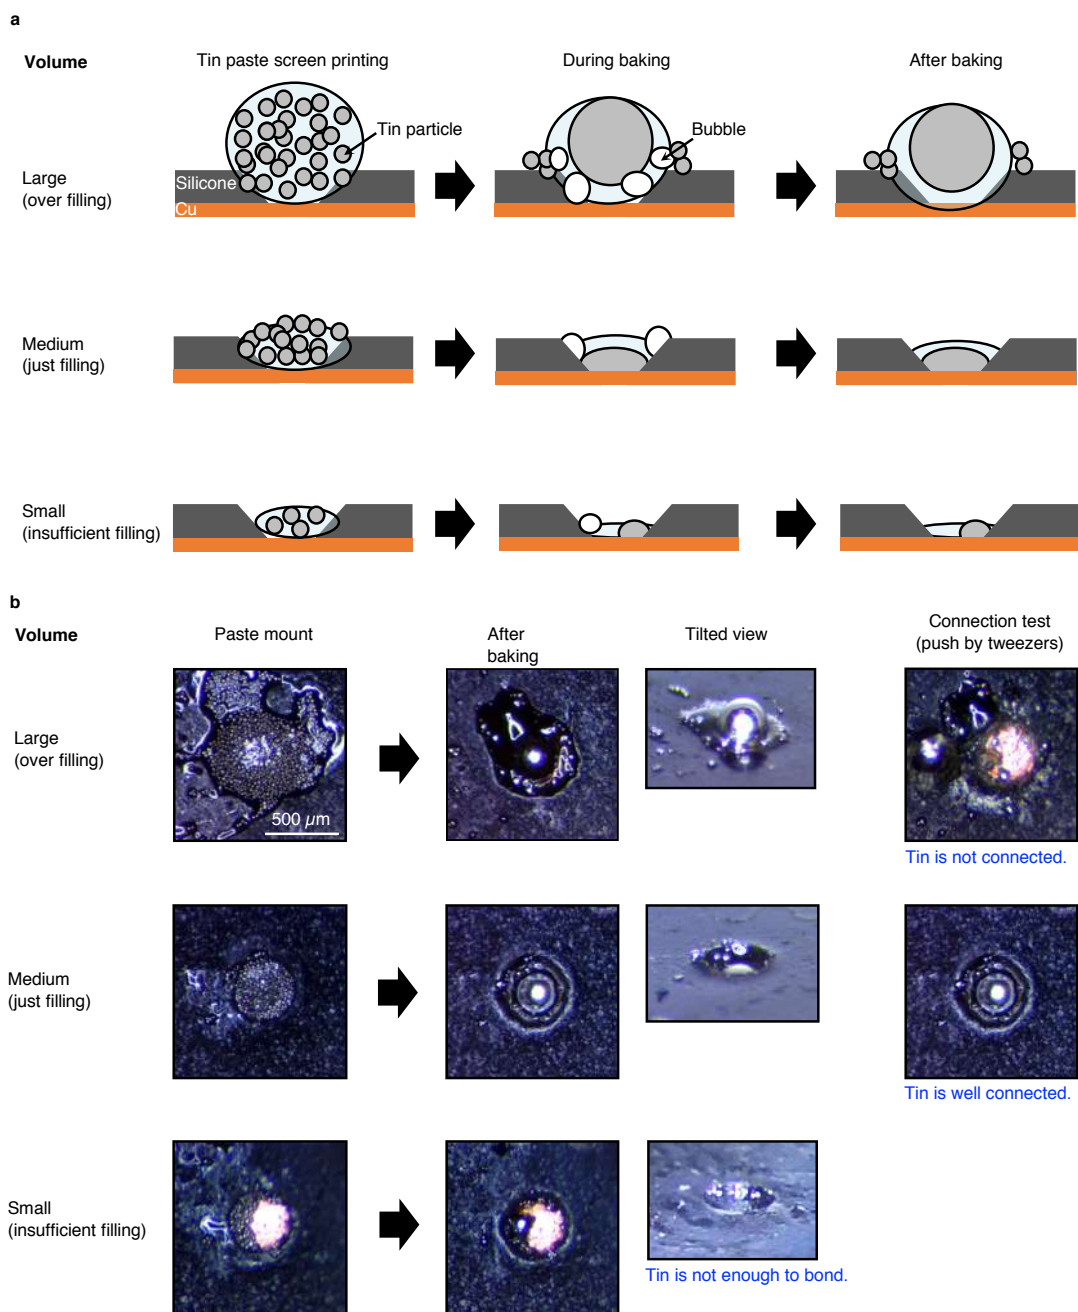 a
Volume
Tin paste screen printing
During baking
After baking
Tin particle
Bubble
Large
(over filling)
Silicone
Cu
Medium
(just filling)
Small
(insufficient filling)
b
Volume
Paste mount
After
baking
Tilted view
Connection test
(push by tweezers)
Large
(over filling)
500 µm
Tin is not connected.
Medium
(just filling)
Tin is well connected.
Small
(insufficient filling)
Tin is not enough to bond.